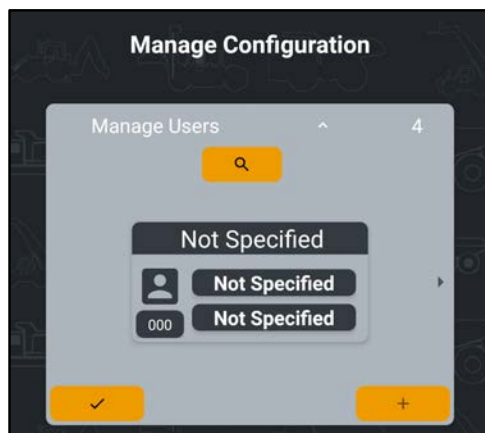 Manage Configuration
Manage Users 4
Not Specified
Not Specified
000 Not Specified